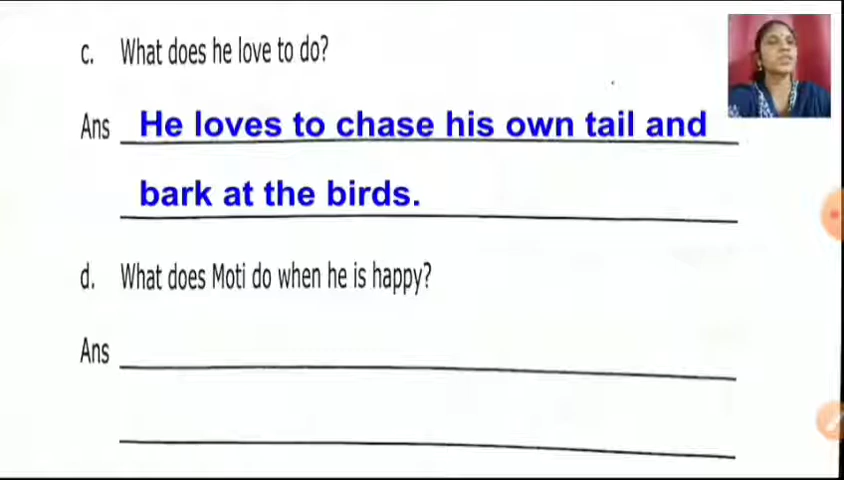 c. What does he love to do?
Ans He loves to chase his own tail and
bark at the birds.
d. What does Moti do when he is happy?
Ans